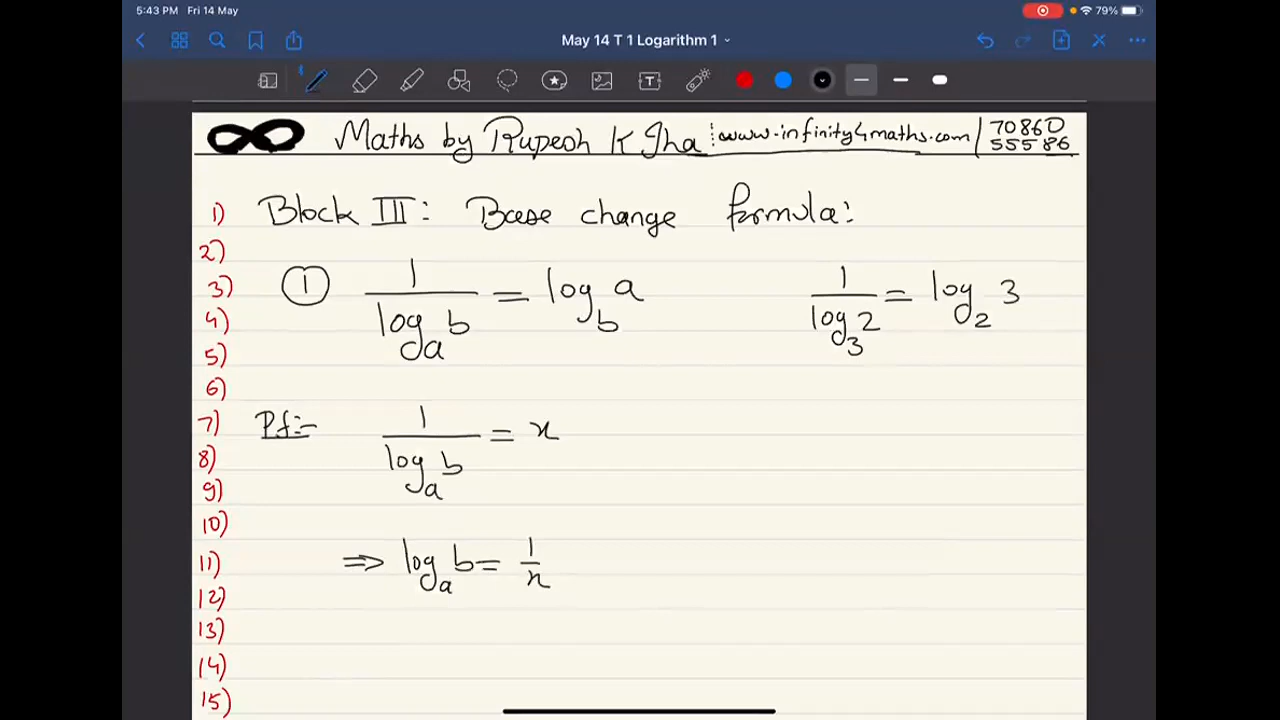 5:43 PM Fri 14 May 79%
May 14 T 1 Logarithm 1
Maths by Rupesh K Jha www.infinity4maths.com / 70860 55586
1) Block III: Base change formula:
2)
3) ① 1/log_a b = log_b a 1/log_3 2 = log_2 3
4)
5)
6)
7) Pf:- 1/log_a b = x
8)
9)
10)
11) ⇒ log_a b = 1/x
12)
13)
14)
15)